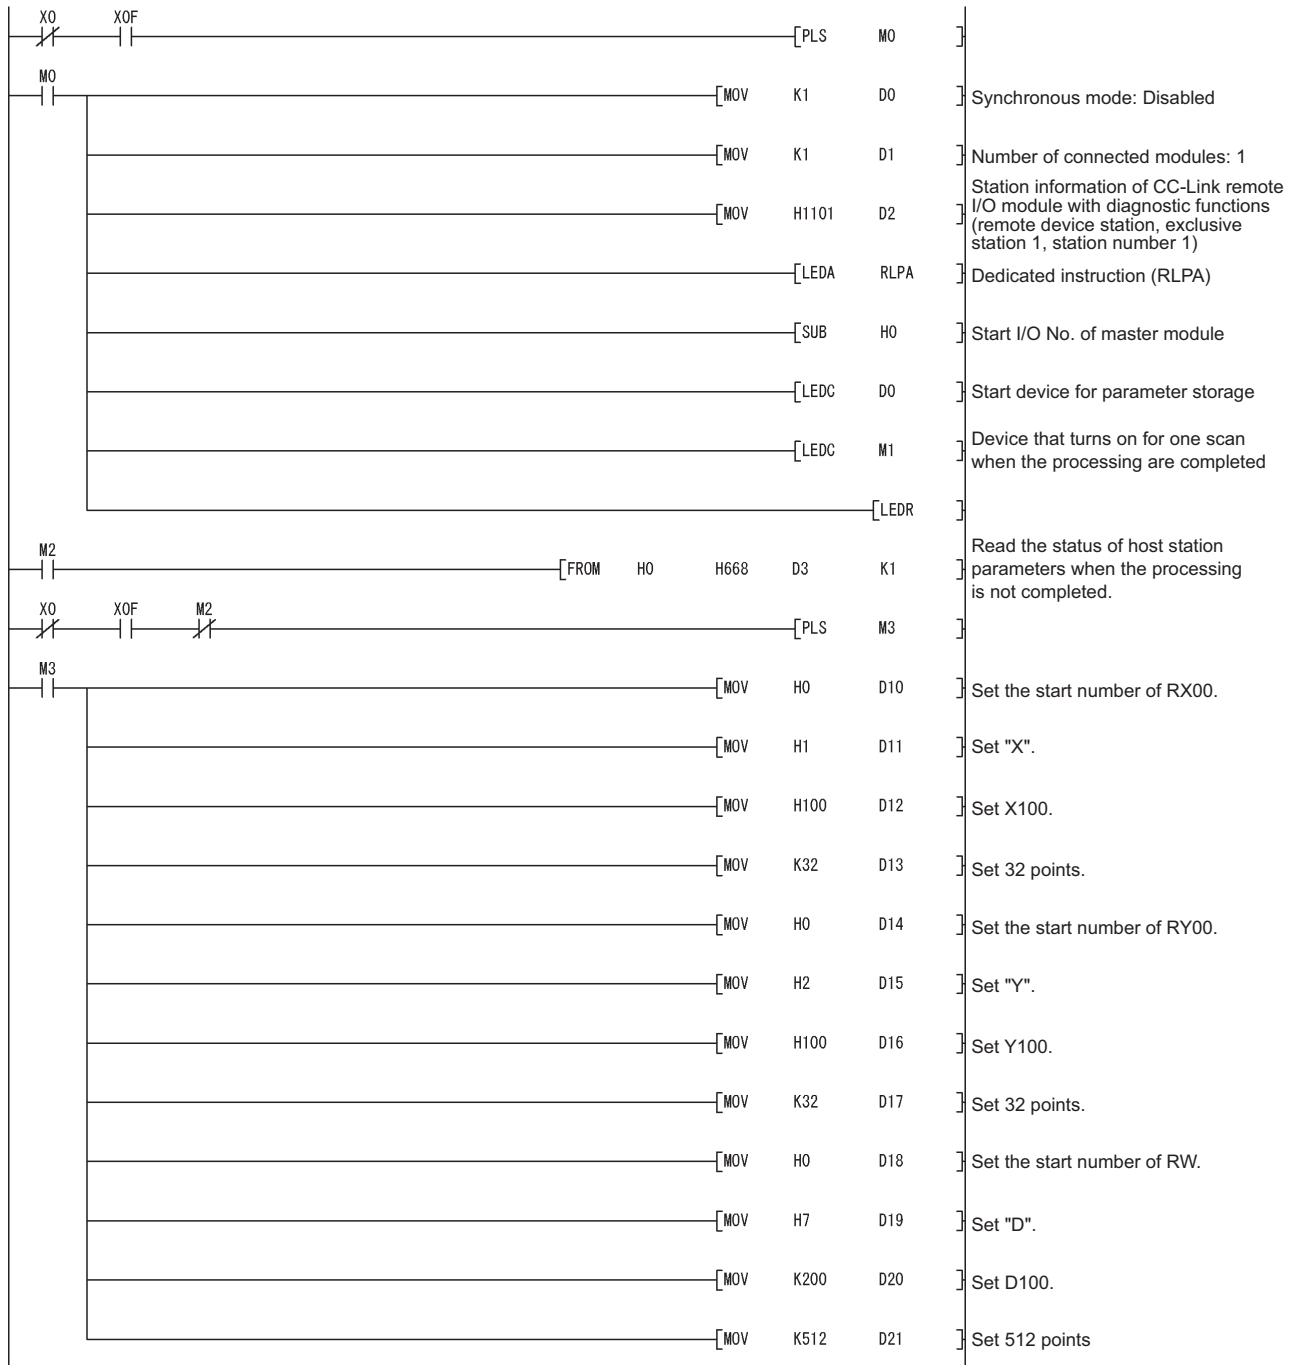 X0 X0F
PLS M0
M0
MOV K1 D0 Synchronous mode: Disabled
MOV K1 D1 Number of connected modules: 1
MOV H1101 D2 Station information of CC-Link remote
I/O module with diagnostic functions
(remote device station, exclusive
station 1, station number 1)
LEDA RLPA Dedicated instruction (RLPA)
SUB H0 Start I/O No. of master module
LEDC D0 Start device for parameter storage
LEDC M1 Device that turns on for one scan
when the processing are completed
LEDR
M2
FROM H0 H668 D3 K1 Read the status of host station
parameters when the processing
is not completed.
X0 X0F M2
PLS M3
M3
MOV H0 D10 Set the start number of RX00.
MOV H1 D11 Set "X".
MOV H100 D12 Set X100.
MOV K32 D13 Set 32 points.
MOV H0 D14 Set the start number of RY00.
MOV H2 D15 Set "Y".
MOV H100 D16 Set Y100.
MOV K32 D17 Set 32 points.
MOV H0 D18 Set the start number of RW.
MOV H7 D19 Set "D".
MOV K200 D20 Set D100.
MOV K512 D21 Set 512 points